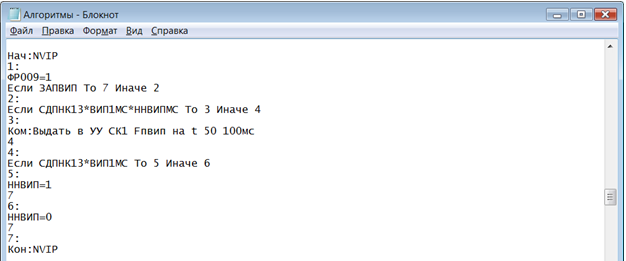 Алгоритмы - Блокнот
Файл Правка Формат Вид Справка
Нач:NVIP
1:
ФР009=1
Если ЗАПВИП То 7 Иначе 2
2:
Если СДПНК13*ВИП1МС*ННВИПМС То 3 Иначе 4
3:
Ком:Выдать в УУ СК1 Fпвип на t 50 100мс
4
4:
Если СДПНК13*ВИП1МС То 5 Иначе 6
5:
ННВИП=1
7
6:
ННВИП=0
7
7:
Кон:NVIP